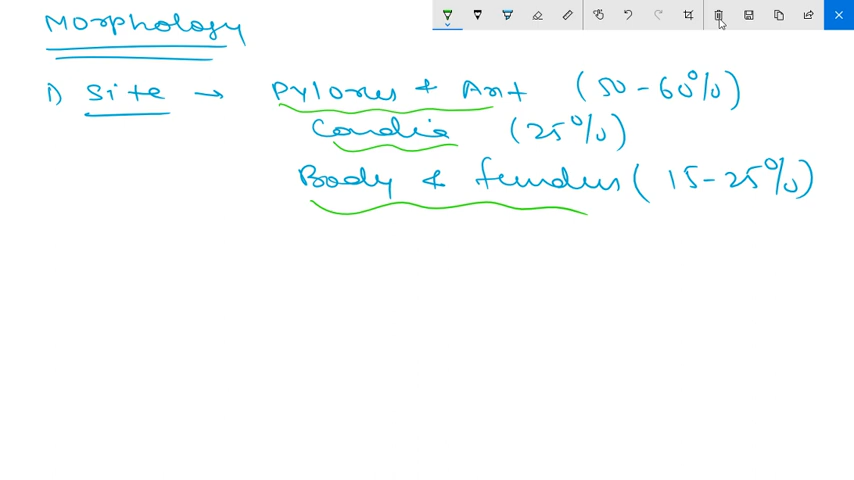 Morphology
1) Site → Pylorus & Ant (50-60%)
Cardia (25%)
Body & fundus (15-25%)